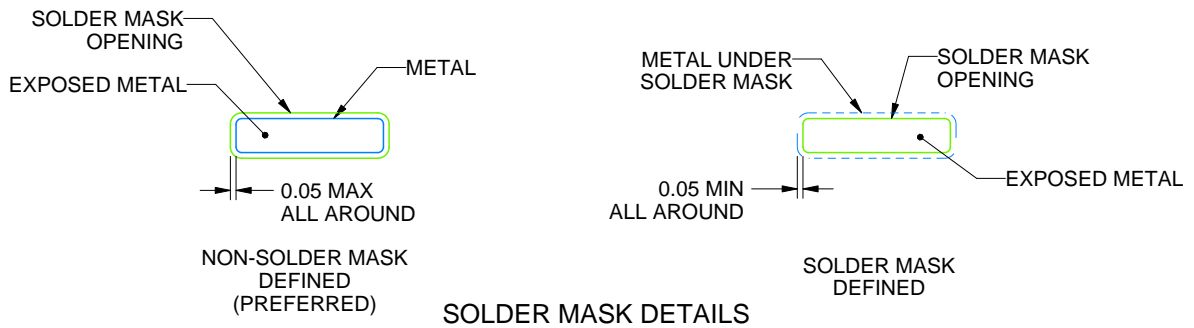 SOLDER MASK
OPENING
EXPOSED METAL
METAL
0.05 MAX
ALL AROUND
NON-SOLDER MASK
DEFINED
(PREFERRED)
METAL UNDER
SOLDER MASK
SOLDER MASK
OPENING
EXPOSED METAL
0.05 MIN
ALL AROUND
SOLDER MASK
DEFINED
SOLDER MASK DETAILS